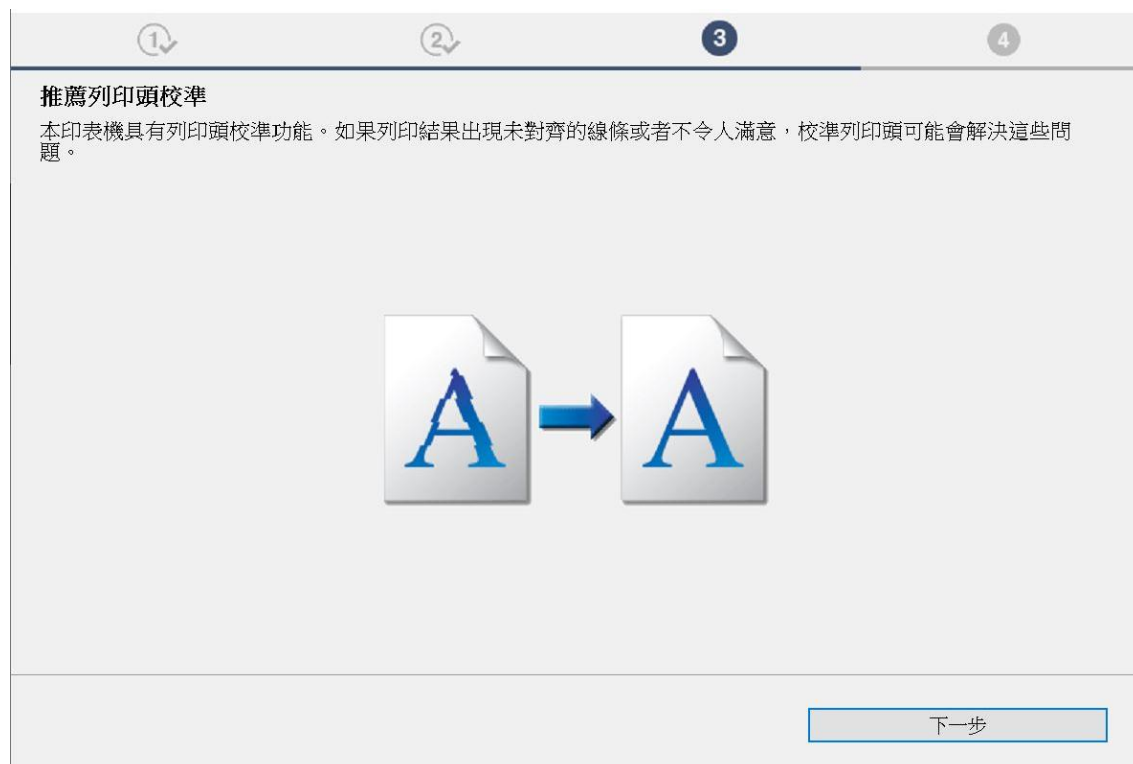 1 2 3 4
推薦列印頭校準
本印表機具有列印頭校準功能。如果列印結果出現未對齊的線條或者不令人滿意，校準列印頭可能會解決這些問
題。
A A
下一步